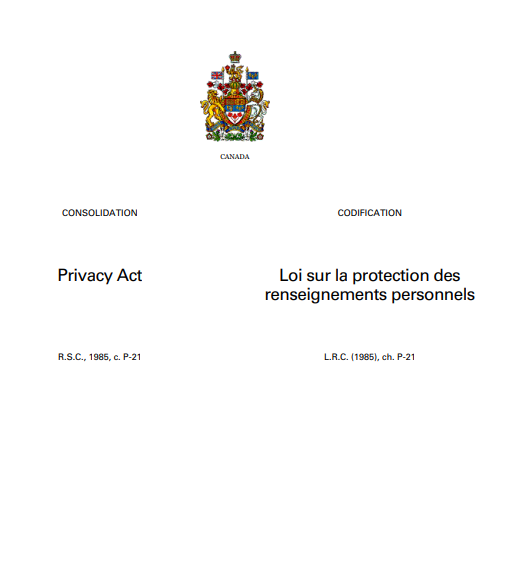 CANADA
CONSOLIDATION
CODIFICATION
Privacy Act
Loi sur la protection des
renseignements personnels
R.S.C., 1985, c. P-21
L.R.C. (1985), ch. P-21